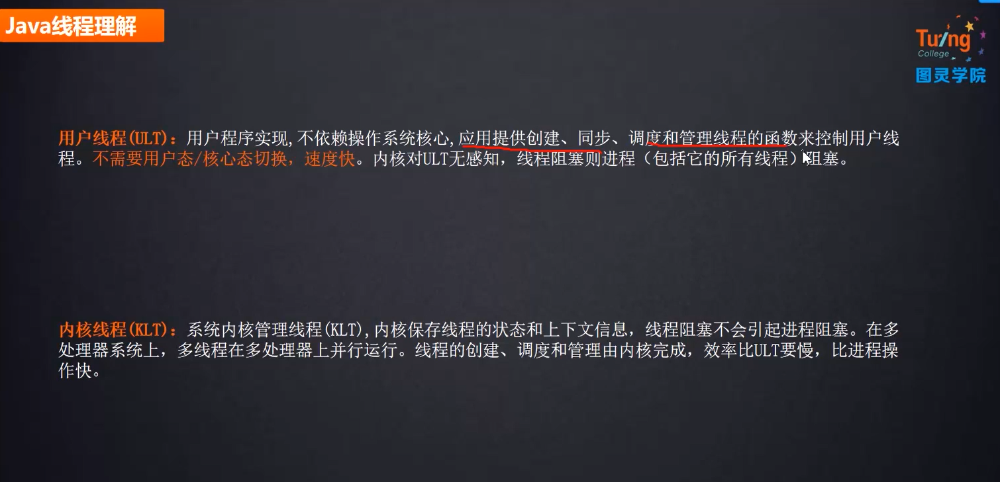 Java线程理解
Turing
College
图灵学院
用户线程(ULT)：用户程序实现,不依赖操作系统核心,应用提供创建、同步、调度和管理线程的函数来控制用户线
程。不需要用户态/核心态切换，速度快。内核对ULT无感知，线程阻塞则进程（包括它的所有线程）阻塞。
内核线程(KLT)：系统内核管理线程(KLT),内核保存线程的状态和上下文信息，线程阻塞不会引起进程阻塞。在多
处理器系统上，多线程在多处理器上并行运行。线程的创建、调度和管理由内核完成，效率比ULT要慢，比进程操
作快。